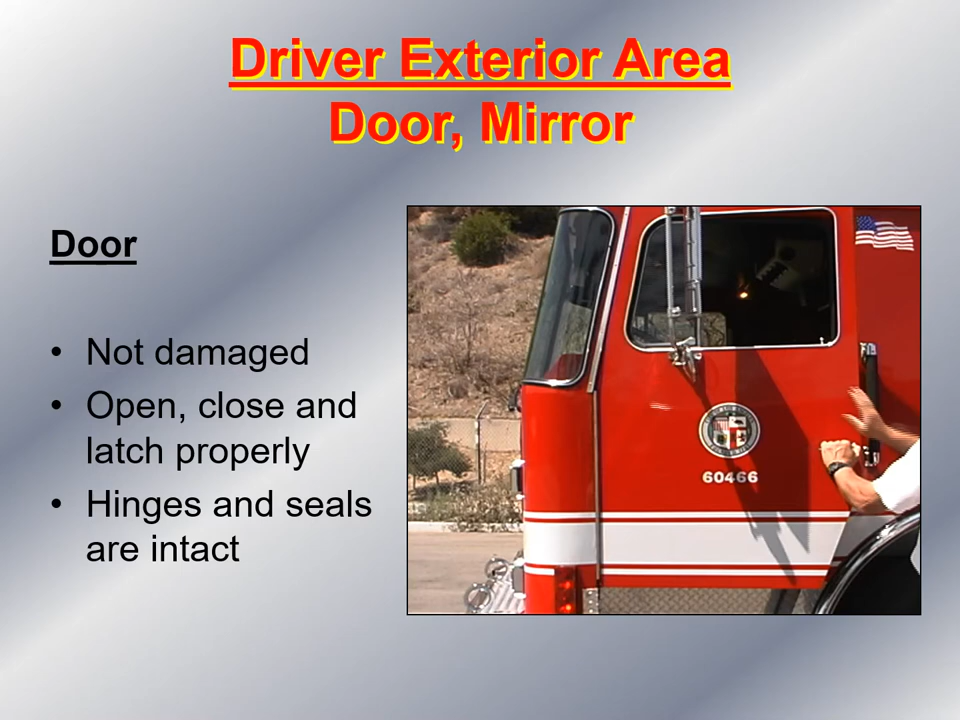 Driver Exterior Area
Door, Mirror
Door
• Not damaged
• Open, close and
latch properly
• Hinges and seals
are intact
60466